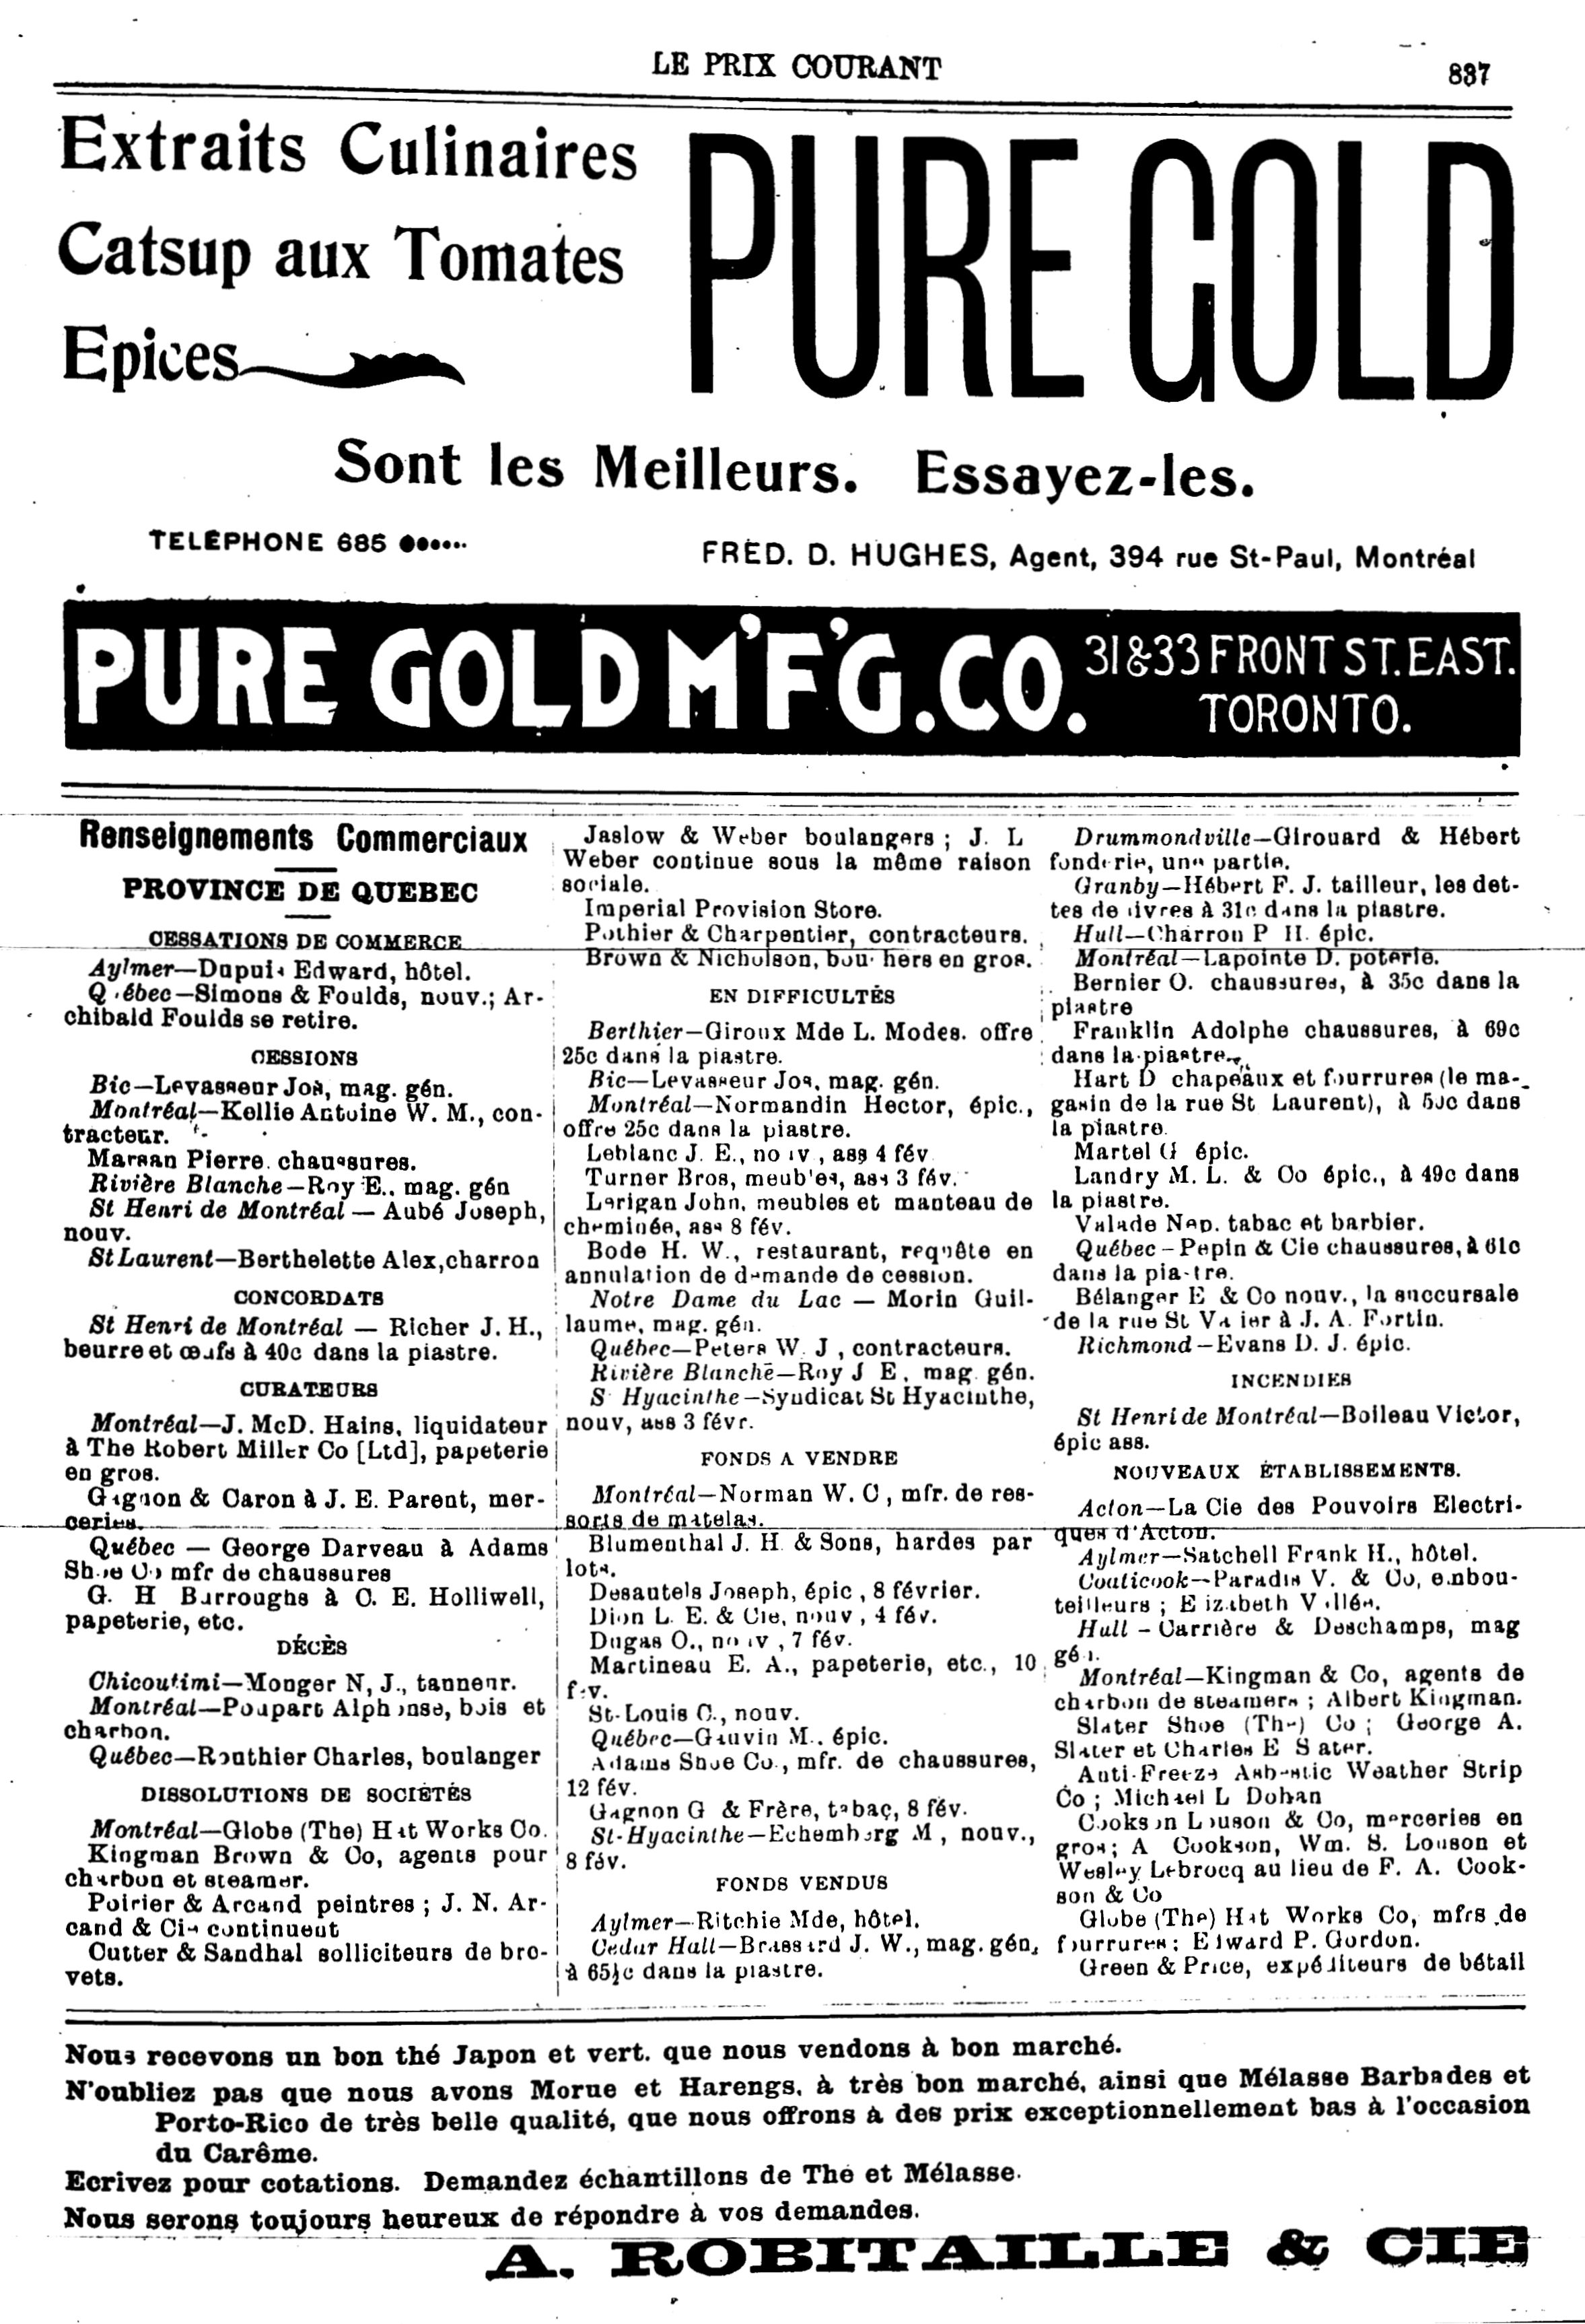 LE PRIX COURANT
837
Extraits Culinaires
Catsup aux Tomates
Epices
PURE GOLD
Sont les Meilleurs. Essayez-les.
TELÉPHONE 685
FRED. D. HUGHES, Agent, 394 rue St-Paul, Montréal
PURE GOLD M'F'G. CO.
31 & 33 FRONT ST. EAST.
TORONTO.
Renseignements Commerciaux
PROVINCE DE QUEBEC
CESSATIONS DE COMMERCE
Aylmer—Dupuis Edward, hôtel.
Québec—Simons & Foulds, nouv.; Ar-
chibald Foulds se retire.
CESSIONS
Bic—Levasseur Jos, mag. gén.
Montréal—Kellie Antoine W. M., con-
tracteur.
Marsan Pierre. chaussures.
Rivière Blanche—Roy E., mag. gén
St Henri de Montréal — Aubé Joseph,
nouv.
St Laurent—Berthelette Alex, charron
CONCORDATS
St Henri de Montréal — Richer J. H.,
beurre et œufs à 40c dans la piastre.
CURATEURS
Montréal—J. McD. Hains, liquidateur
à The Robert Miller Co [Ltd], papeterie
en gros.
Gagnon & Caron à J. E. Parent, mer-
ceries.
Québec — George Darveau à Adams
Shoe Co mfr de chaussures
G. H Burroughs à C. E. Holliwell,
papeterie, etc.
DÉCÈS
Chicoutimi—Monger N, J., tanneur.
Montréal—Poupart Alphonse, bois et
charbon.
Québec—Routhier Charles, boulanger
DISSOLUTIONS DE SOCIÉTÉS
Montréal—Globe (The) Hat Works Co.
Kingman Brown & Co, agents pour
charbon et steamer.
Poirier & Arcand peintres ; J. N. Ar-
cand & Cie continuent
Cutter & Sandhal solliciteurs de bre-
vets.
Jaslow & Weber boulangers ; J. L
Weber continue sous la même raison
sociale.
Imperial Provision Store.
Pothier & Charpentier, contracteurs.
Brown & Nicholson, bouchers en gros.
EN DIFFICULTÉS
Berthier—Giroux Mde L. Modes. offre
25c dans la piastre.
Bic—Levasseur Jos, mag. gén.
Montréal—Normandin Hector, épic.,
offre 25c dans la piastre.
Leblanc J. E., nouv., ass 4 fév
Turner Bros, meubles, ass 3 fév.
Larigan John, meubles et manteau de
cheminée, ass 8 fév.
Bode H. W., restaurant, requête en
annulation de demande de cession.
Notre Dame du Lac — Morin Guil-
laume, mag. gén.
Québec—Peters W. J, contracteurs.
Rivière Blanche—Roy J E, mag. gén.
S Hyacinthe—Syndicat St Hyacinthe,
nouv, ass 3 févr.
FONDS A VENDRE
Montréal—Norman W. C, mfr. de res-
sorts de matelas.
Blumenthal J. H. & Sons, hardes par
lots.
Desautels Joseph, épic, 8 février.
Dion L. E. & Cie, nouv, 4 fév.
Dugas O., nouv, 7 fév.
Martineau E. A., papeterie, etc., 10
fév.
St-Louis C., nouv.
Québec—Gauvin M., épic.
Adams Shoe Co., mfr. de chaussures,
12 fév.
Gagnon G & Frère, tabac, 8 fév.
St-Hyacinthe—Echemberg M, nouv.,
8 fév.
FONDS VENDUS
Aylmer—Ritchie Mde, hôtel.
Cedar Hall—Brassard J. W., mag. gén,
à 65½c dans la piastre.
Drummondville—Girouard & Hébert
fonderie, une partie.
Granby—Hébert F. J. tailleur, les det-
tes de livres à 31c dans la piastre.
Hull—Charron P H. épic.
Montréal—Lapointe D. poterie.
Bernier O. chaussures, à 35c dans la
piastre
Franklin Adolphe chaussures, à 69c
dans la piastre.
Hart D chapeaux et fourrures (le ma-
gasin de la rue St Laurent), à 50c dans
la piastre.
Martel G épic.
Landry M. L. & Co épic., à 49c dans
la piastre.
Valade Nap. tabac et barbier.
Québec—Pepin & Cie chaussures, à 61c
dans la piastre.
Bélanger E & Co nouv., la succursale
de la rue St Valier à J. A. Fortin.
Richmond—Evans D. J. épic.
INCENDIES
St Henri de Montréal—Boileau Victor,
épic ass.
NOUVEAUX ÉTABLISSEMENTS.
Acton—La Cie des Pouvoirs Electri-
ques d'Acton.
Aylmer—Satchell Frank H., hôtel.
Coaticook—Paradis V. & Co, embou-
teilleurs ; Elizabeth Vallée.
Hull — Carrière & Deschamps, mag
gén.
Montréal—Kingman & Co, agents de
charbon de steamers ; Albert Kingman.
Slater Shoe (The) Co ; George A.
Slater et Charles E Slater.
Anti-Freeze Asbestic Weather Strip
Co ; Michael L Dohan
Cookson Louson & Co, merceries en
gros; A Cookson, Wm. S. Louson et
Wesley Lebrocq au lieu de F. A. Cook-
son & Co
Globe (The) Hat Works Co, mfrs de
fourrures; Edward P. Gordon.
Green & Price, expéditeurs de bétail
Nous recevons un bon thé Japon et vert. que nous vendons à bon marché.
N'oubliez pas que nous avons Morue et Harengs, à très bon marché, ainsi que Mélasse Barbades et
Porto-Rico de très belle qualité, que nous offrons à des prix exceptionnellement bas à l'occasion
du Carême.
Ecrivez pour cotations. Demandez échantillons de The et Mélasse.
Nous serons toujours heureux de répondre à vos demandes.
A. ROBITAILLE & CIE